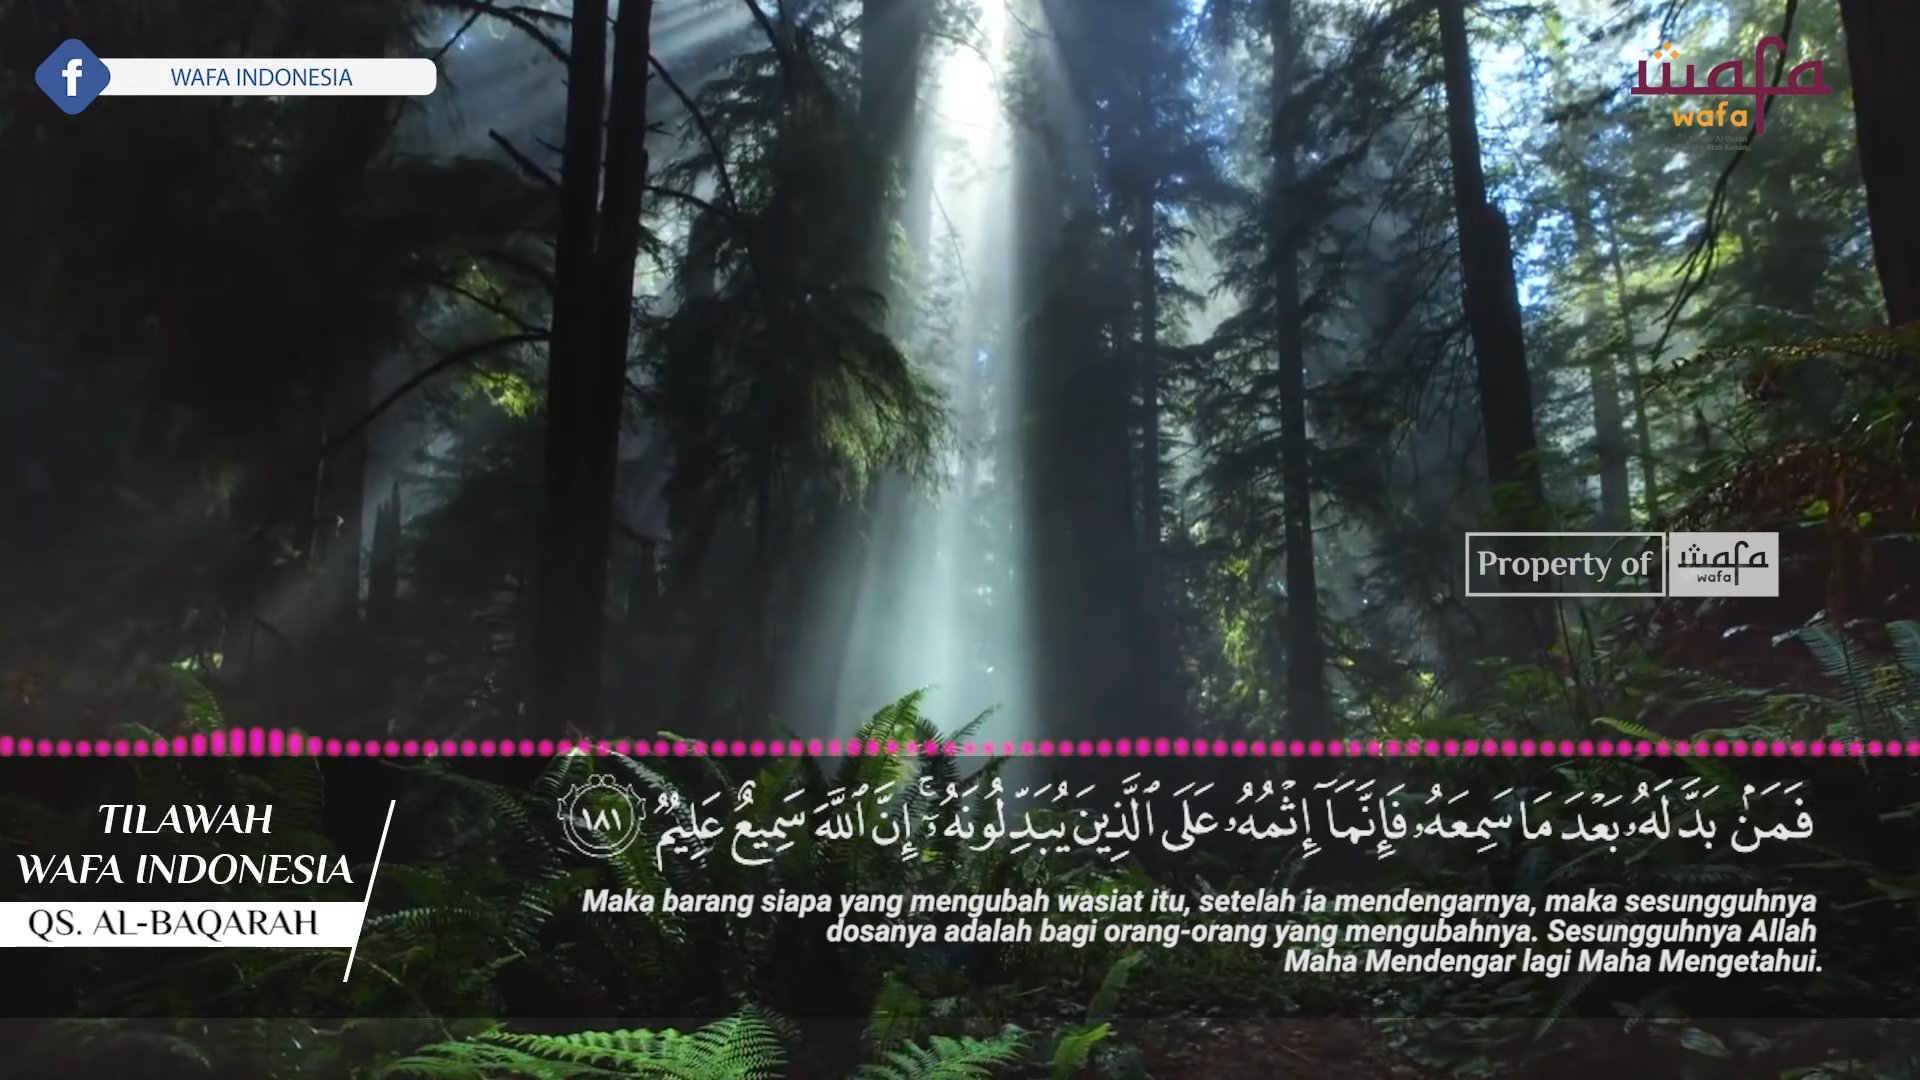 WAFA INDONESIA
wafa
wafa
Property of
wafa
wafa
فَمَنۢ بَدَّلَهُۥ بَعْدَ مَا سَمِعَهُۥ فَإِنَّمَآ إِثْمُهُۥ عَلَى ٱلَّذِينَ يُبَدِّلُونَهُۥٓ ۚ إِنَّ ٱللَّهَ سَمِيعٌ عَلِيمٌ ١٨١
TILAWAH
WAFA INDONESIA
QS. AL-BAQARAH
Maka barang siapa yang mengubah wasiat itu, setelah ia mendengarnya, maka sesungguhnya
dosanya adalah bagi orang-orang yang mengubahnya. Sesungguhnya Allah
Maha Mendengar lagi Maha Mengetahui.